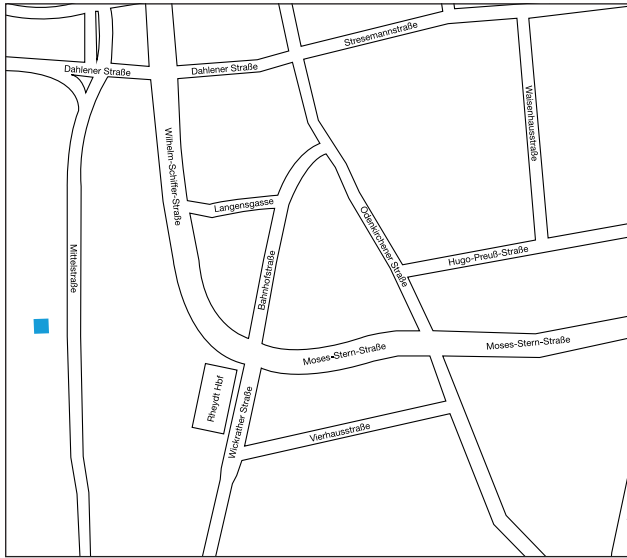 Stresemannstraße
Dahlener Straße
Dahlener Straße
Waisenhausstraße
Wilhelm-Schiffer-Straße
Langensgasse
Odenkirchener Straße
Mittelstraße
Bahnhofstraße
Hugo-Preuß-Straße
Moses-Stern-Straße
Moses-Stern-Straße
Rheydt Hbf
Wickrather Straße
Vierhausstraße